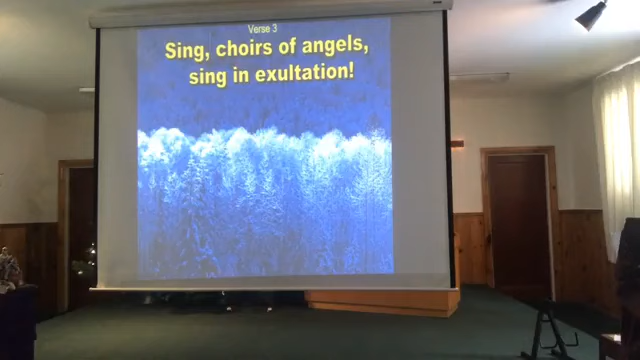 Verse 3
Sing, choirs of angels,
sing in exultation!